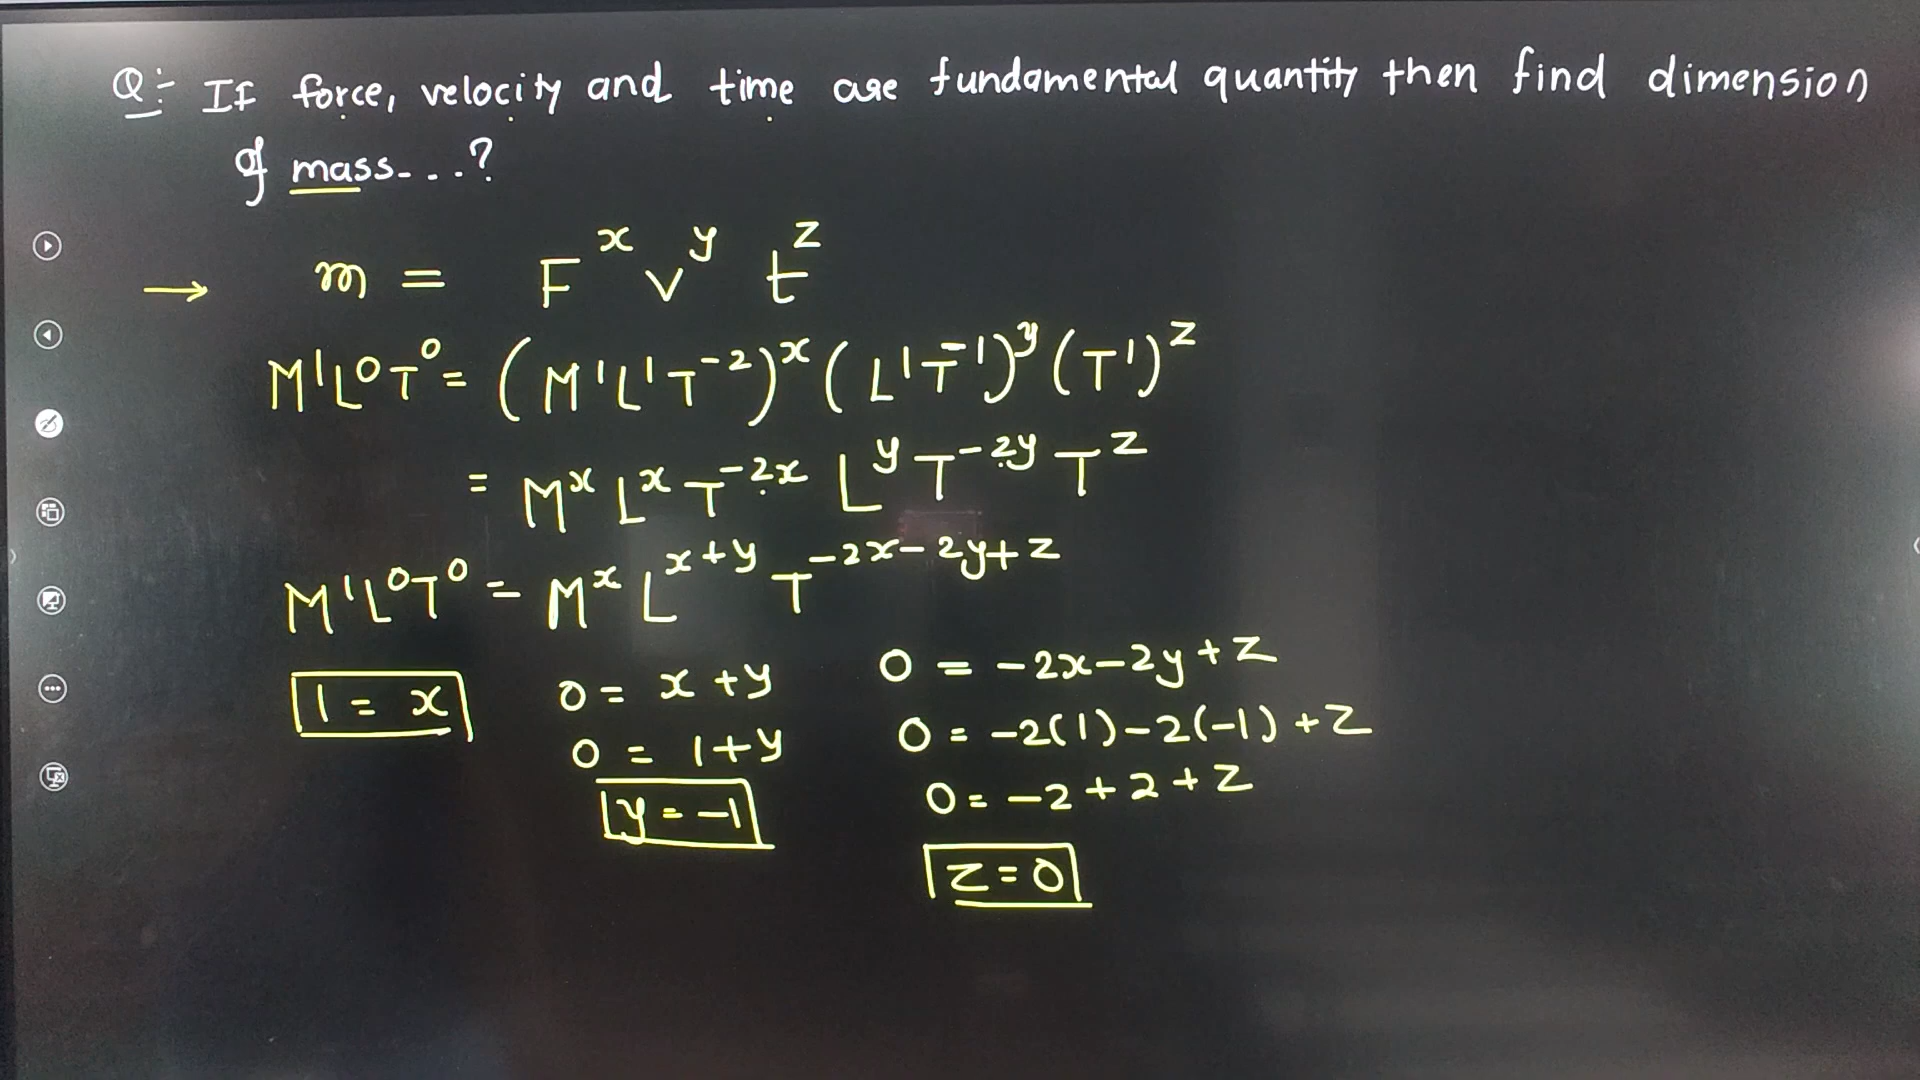 Q:- If force, velocity and time are fundamental quantity then find dimension
of mass---?
→ m = F^x v^y t^z
M¹L⁰T⁰ = (M¹L¹T⁻²)^x (L¹T⁻¹)^y (T¹)^z
= M^x L^x T^-2x L^y T^-2y T^z
M¹L⁰T⁰ = M^x L^x+y T^-2x-2y+z
1 = x
0 = x+y
0 = 1+y
y = -1
0 = -2x-2y+z
0 = -2(1)-2(-1)+z
0 = -2+2+z
z = 0